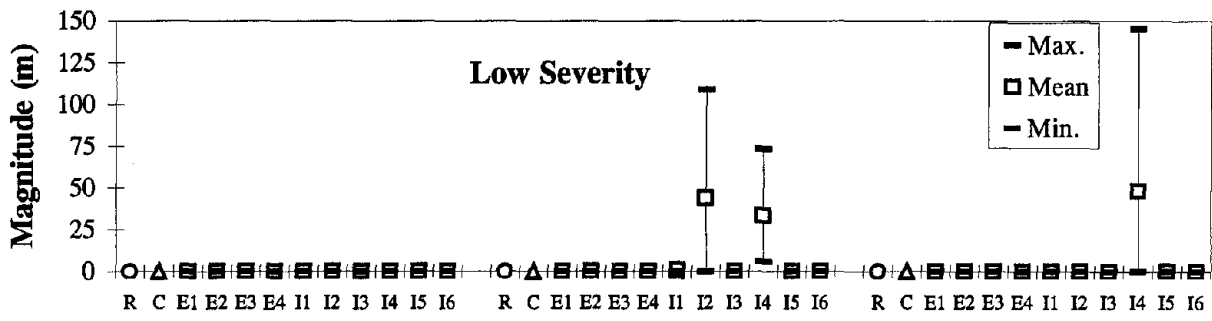 Magnitude (m)
150
125
100
75
50
25
0
Low Severity
Max.
Mean
Min.
R C E1 E2 E3 E4 I1 I2 I3 I4 I5 I6 R C E1 E2 E3 E4 I1 I2 I3 I4 I5 I6 R C E1 E2 E3 E4 I1 I2 I3 I4 I5 I6